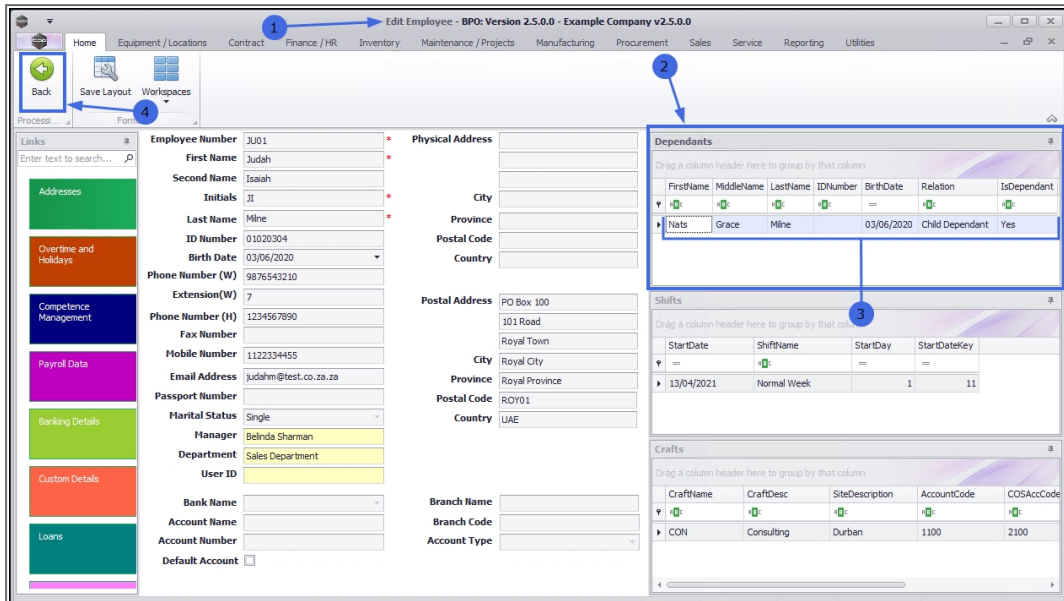 Edit Employee - BPO: Version 2.5.0.0 - Example Company v2.5.0.0
1
Home Equipment / Locations Contract Finance / HR Inventory Maintenance / Projects Manufacturing Procurement Sales Service Reporting Utilities
2
Back Save Layout Workspaces
4
Processi... Form
Links
Enter text to search...
Addresses
Overtime and
Holidays
Competence
Management
Payroll Data
Banking Details
Custom Details
Loans
Employee Number JU01 *
First Name Judah *
Second Name Isaiah
Initials JI *
Last Name Milne *
ID Number 01020304
Birth Date 03/06/2020
Phone Number (W) 9876543210
Extension(W) 7
Phone Number (H) 1234567890
Fax Number
Mobile Number 1122334455
Email Address judahm@test.co.za.za
Passport Number
Marital Status Single
Manager Belinda Sharman
Department Sales Department
User ID
Bank Name
Account Name
Account Number
Default Account
Physical Address
City
Province
Postal Code
Country
Postal Address PO Box 100
101 Road
Royal Town
City Royal City
Province Royal Province
Postal Code ROY01
Country UAE
Branch Name
Branch Code
Account Type
Dependants
Drag a column header here to group by that column
FirstName MiddleName LastName IDNumber BirthDate Relation IsDependant
Nats Grace Milne 03/06/2020 Child Dependant Yes
3
Shifts
Drag a column header here to group by that column
StartDate ShiftName StartDay StartDateKey
13/04/2021 Normal Week 1 11
Crafts
Drag a column header here to group by that column
CraftName CraftDesc SiteDescription AccountCode COSAccCode
CON Consulting Durban 1100 2100